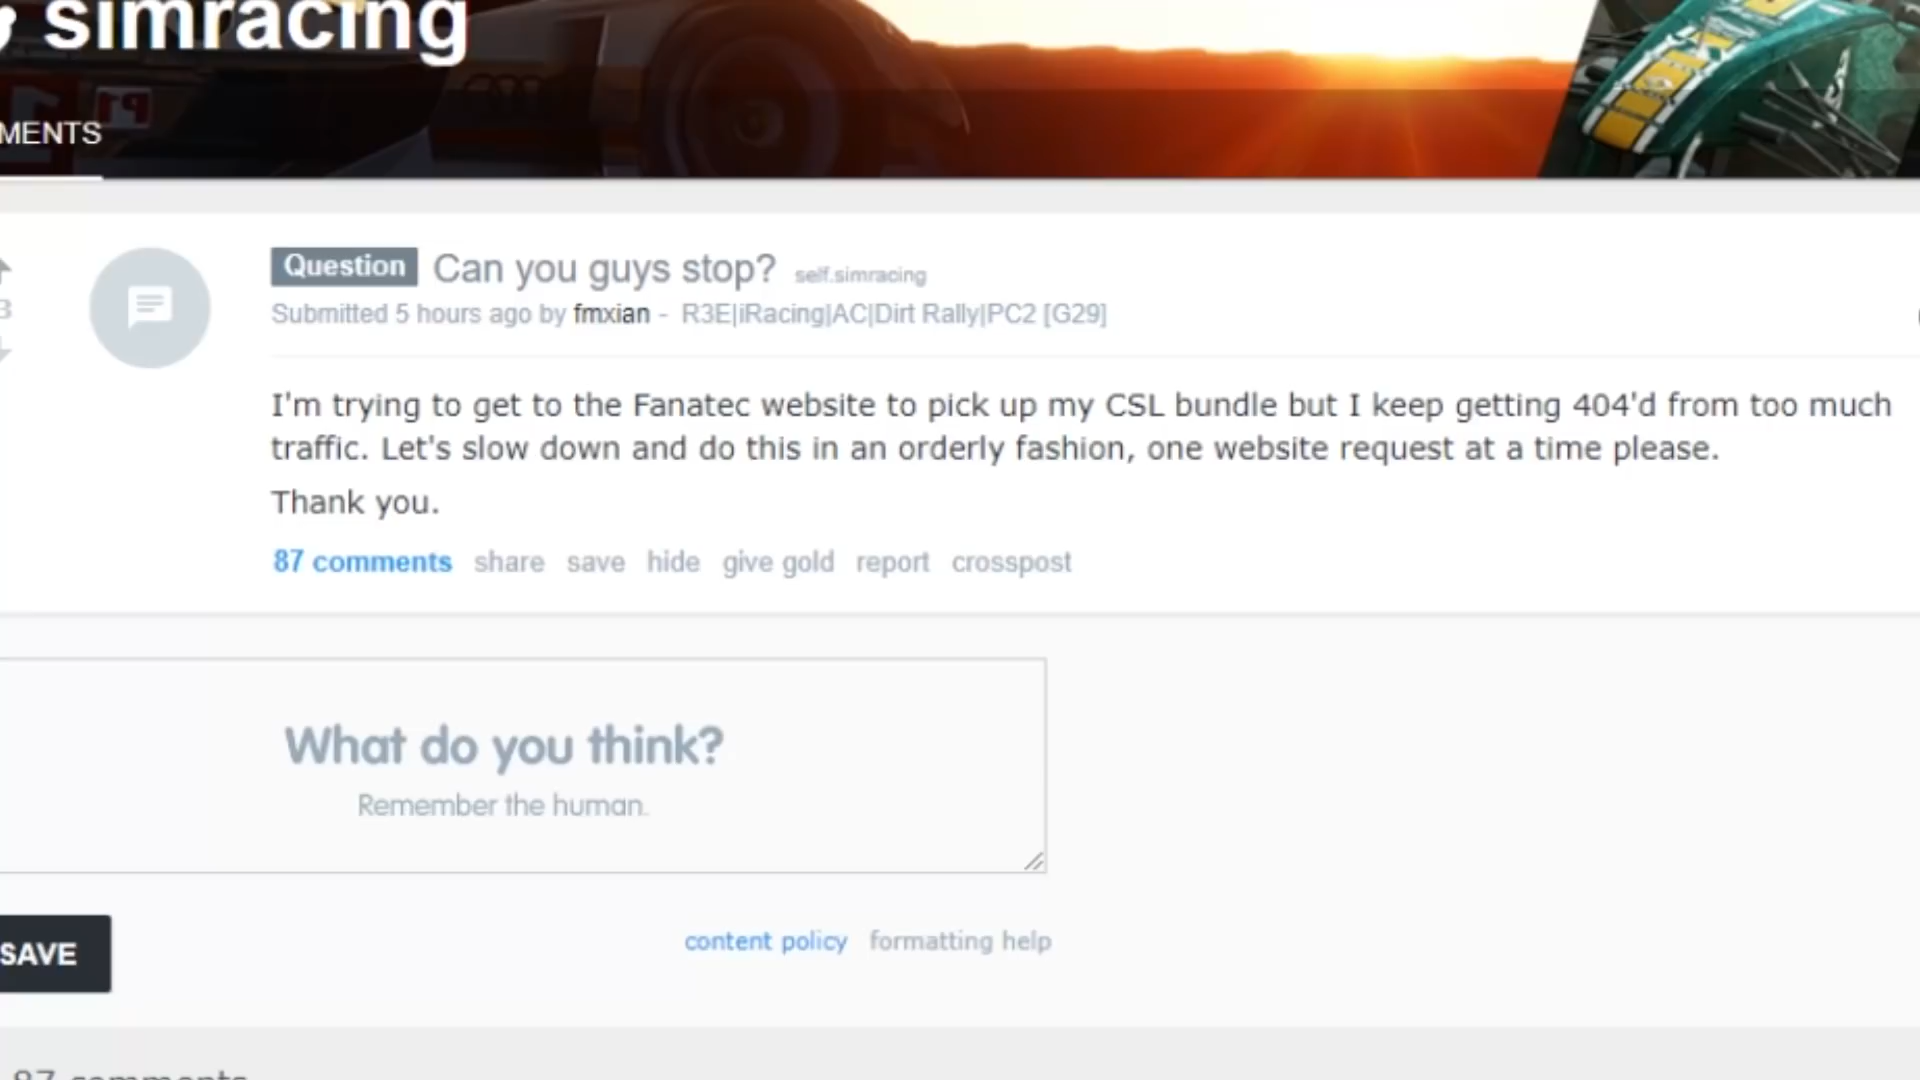 simracing
MENTS
Question Can you guys stop? self.simracing
Submitted 5 hours ago by fmxian - R3E|iRacing|AC|Dirt Rally|PC2 [G29]
3
I'm trying to get to the Fanatec website to pick up my CSL bundle but I keep getting 404'd from too much
traffic. Let's slow down and do this in an orderly fashion, one website request at a time please.
Thank you.
87 comments share save hide give gold report crosspost
What do you think?
Remember the human.
content policy formatting help
SAVE
87 comments